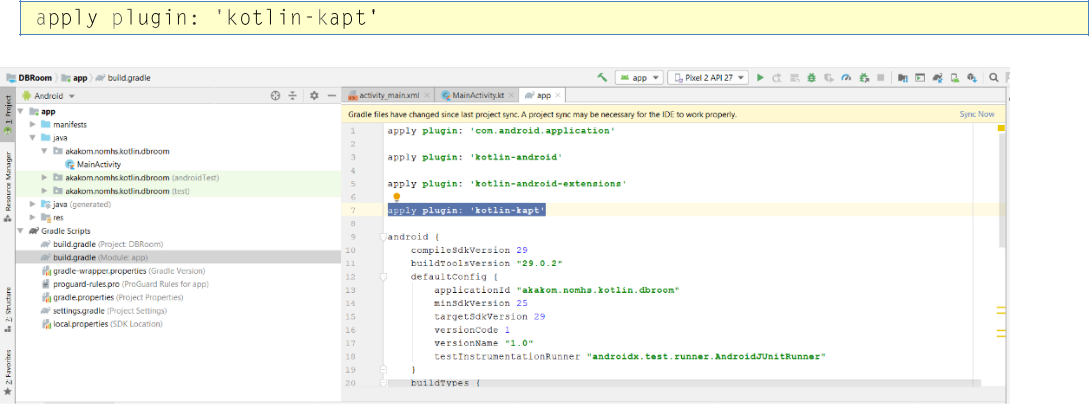 apply plugin: 'kotlin-kapt'
DBRoom app build.gradle
app Pixel 2 API 27
Android
activity_main.xml MainActivity.kt app
1: Project
Resource Manager
2: Structure
2: Favorites
app
manifests
java
akakom.nomhs.kotlin.dbroom
MainActivity
akakom.nomhs.kotlin.dbroom (androidTest)
akakom.nomhs.kotlin.dbroom (test)
java (generated)
res
Gradle Scripts
build.gradle (Project: DBRoom)
build.gradle (Module: app)
gradle-wrapper.properties (Gradle Version)
proguard-rules.pro (ProGuard Rules for app)
gradle.properties (Project Properties)
settings.gradle (Project Settings)
local.properties (SDK Location)
Gradle files have changed since last project sync. A project sync may be necessary for the IDE to work properly. Sync Now
1 apply plugin: 'com.android.application'
2
3 apply plugin: 'kotlin-android'
4
5 apply plugin: 'kotlin-android-extensions'
6
7 apply plugin: 'kotlin-kapt'
8
9 android {
10 compileSdkVersion 29
11 buildToolsVersion "29.0.2"
12 defaultConfig {
13 applicationId "akakom.nomhs.kotlin.dbroom"
14 minSdkVersion 25
15 targetSdkVersion 29
16 versionCode 1
17 versionName "1.0"
18 testInstrumentationRunner "androidx.test.runner.AndroidJUnitRunner"
19 }
20 buildTypes {